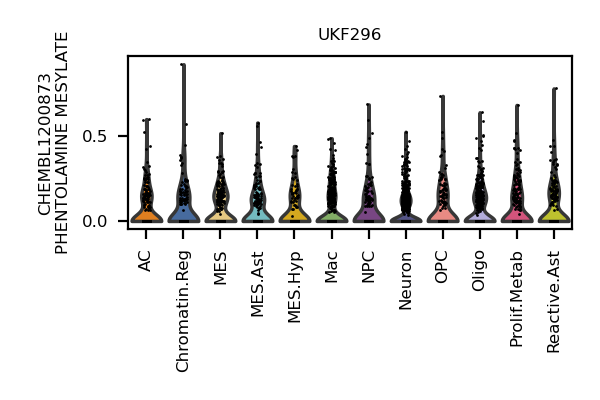 UKF296
CHEMBL1200873
PHENTOLAMINE MESYLATE
0.5
0.0
AC
Chromatin.Reg
MES
MES.Ast
MES.Hyp
Mac
NPC
Neuron
OPC
Oligo
Prolif.Metab
Reactive.Ast